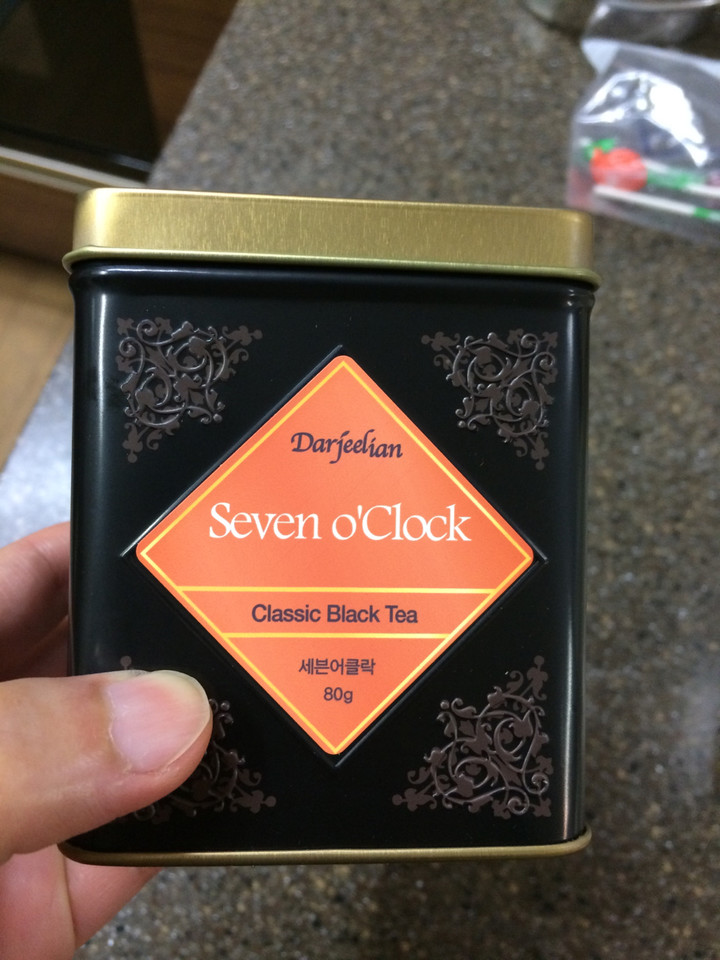 Darjeelian
Seven o'Clock
Classic Black Tea
세븐어클락
80g